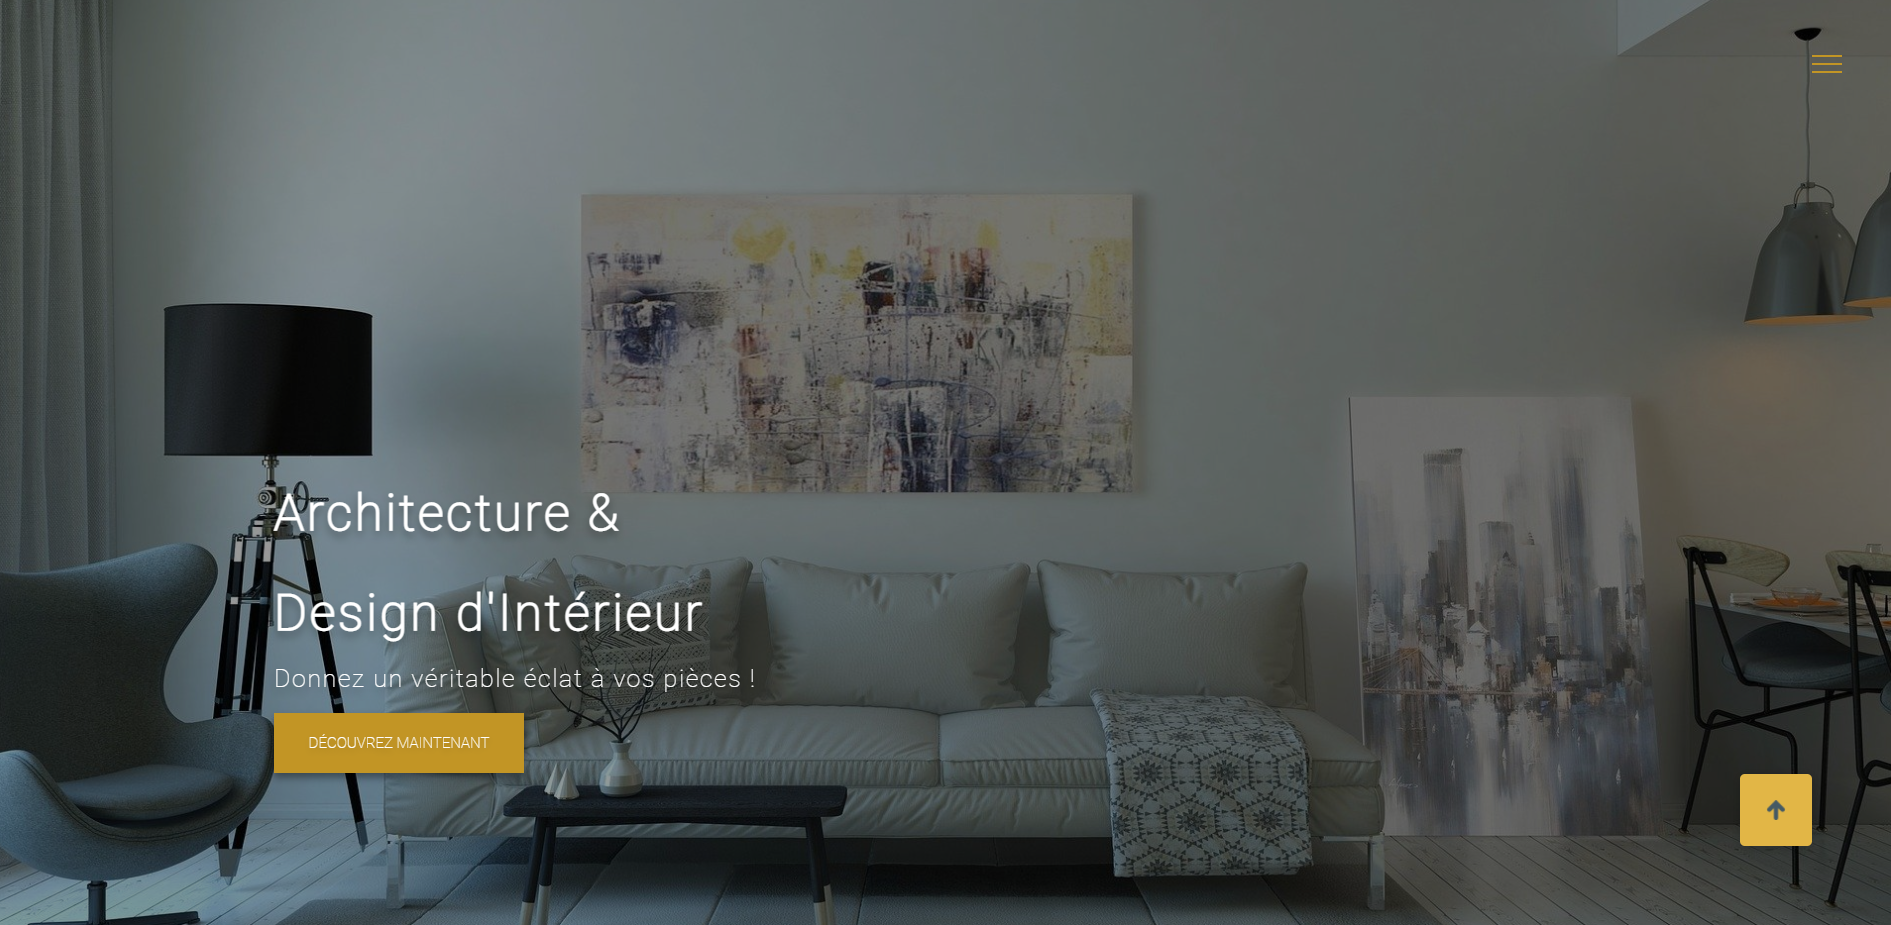 Architecture &
Design d'Intérieur
Donnez un véritable éclat à vos pièces !
DÉCOUVREZ MAINTENANT